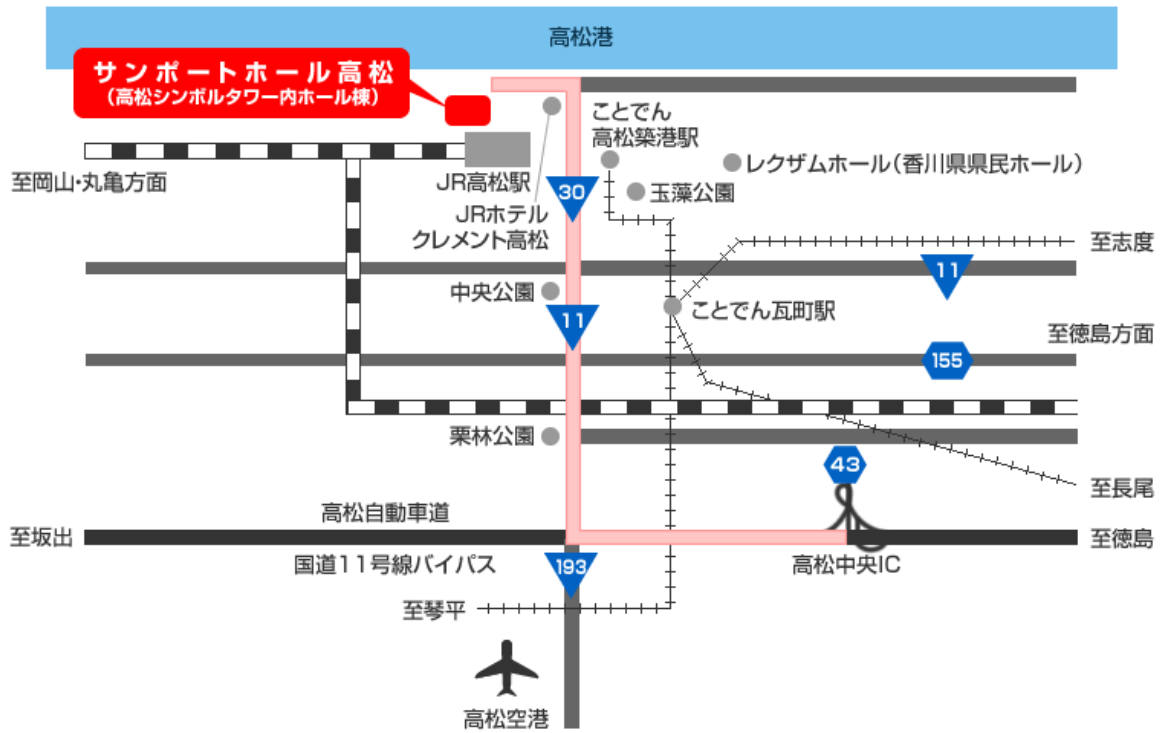 高松港
サンポートホール高松
（高松シンボルタワー内ホール棟）
ことでん
高松築港駅
レクザムホール（香川県県民ホール）
至岡山・丸亀方面
JR高松駅
30
玉藻公園
JRホテル
クレメント高松
至志度
11
中央公園
11
ことでん瓦町駅
至徳島方面
155
栗林公園
43
至長尾
高松自動車道
至坂出
至徳島
国道11号線バイパス
193
高松中央IC
至琴平
高松空港